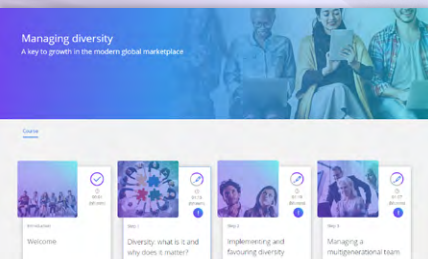 Managing diversity
A key to growth in the modern global marketplace
Course
Introduction
Welcome
Step 1
Diversity: what is it and
why does it matter?
Step 2
Implementing and
favouring diversity
Step 3
Managing a
multigenerational team